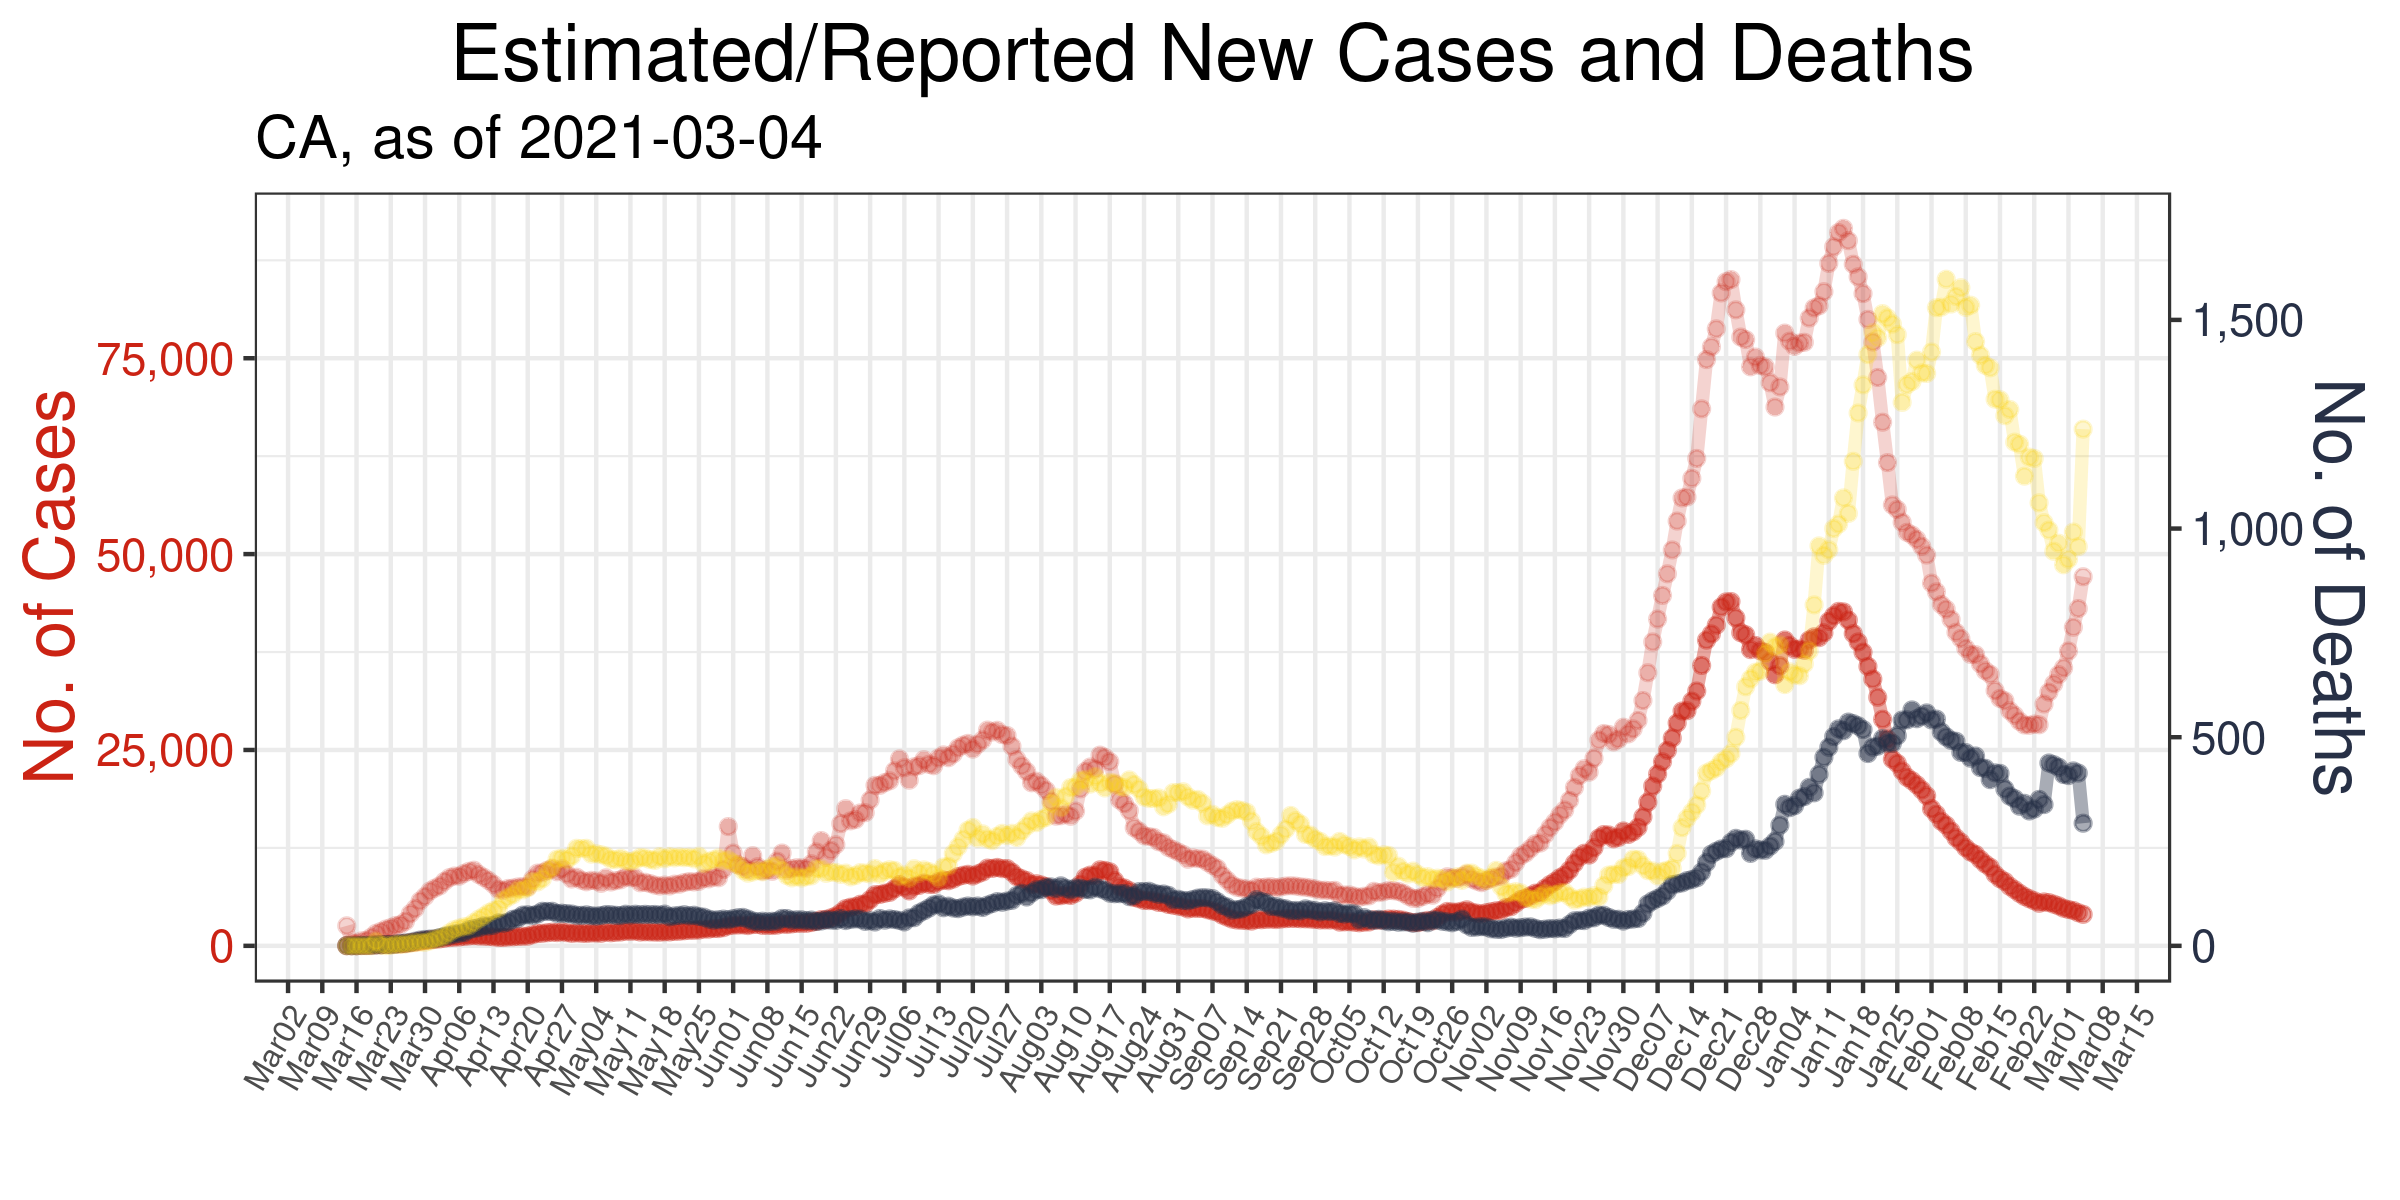 Estimated/Reported New Cases and Deaths
CA, as of 2021-03-04
No. of Cases
75,000
50,000
25,000
0
1,500
1,000
500
0
No. of Deaths
Mar02
Mar09
Mar16
Mar23
Mar30
Apr06
Apr13
Apr20
Apr27
May04
May11
May18
May25
Jun01
Jun08
Jun15
Jun22
Jun29
Jul06
Jul13
Jul20
Jul27
Aug03
Aug10
Aug17
Aug24
Aug31
Sep07
Sep14
Sep21
Sep28
Oct05
Oct12
Oct19
Oct26
Nov02
Nov09
Nov16
Nov23
Nov30
Dec07
Dec14
Dec21
Dec28
Jan04
Jan11
Jan18
Jan25
Feb01
Feb08
Feb15
Feb22
Mar01
Mar08
Mar15